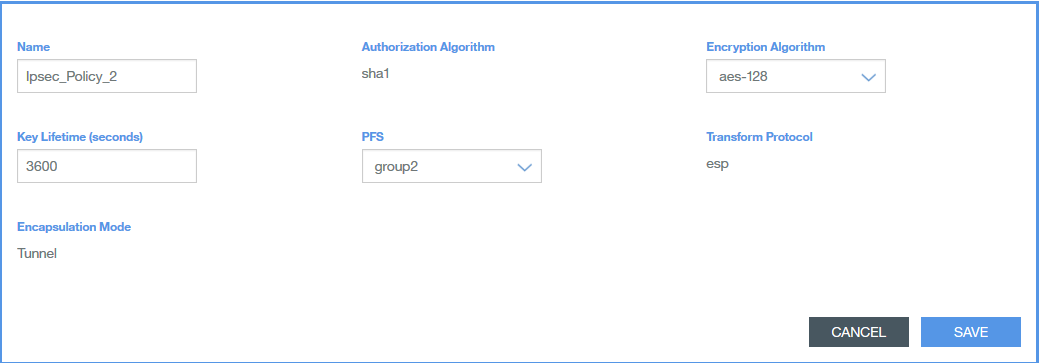 Name
Authorization Algorithm
Encryption Algorithm
Ipsec_Policy_2
sha1
aes-128
Key Lifetime (seconds)
PFS
Transform Protocol
3600
group2
esp
Encapsulation Mode
Tunnel
CANCEL
SAVE